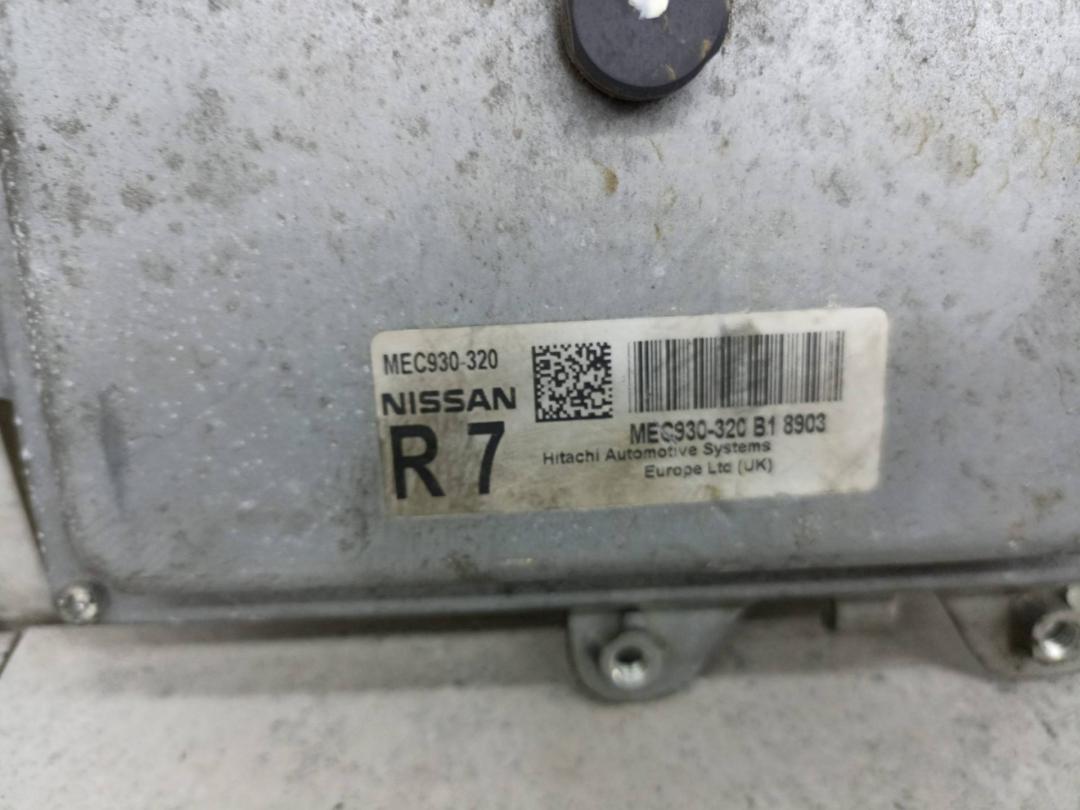 MEC930-320
NISSAN
R 7
MEC930-320 B1 8903
Hitachi Automotive Systems
Europe Ltd (UK)